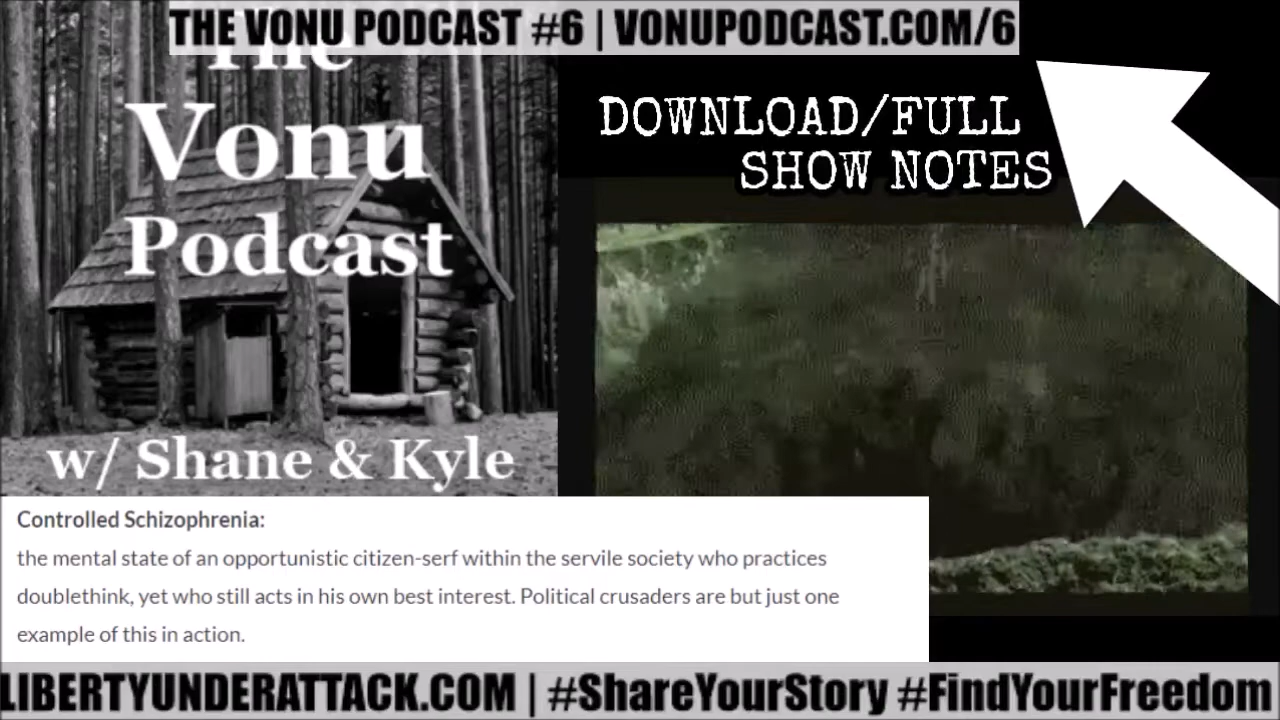 THE VONU PODCAST #6 | VONUPODCAST.COM/6
The
Vonu
Podcast
w/ Shane & Kyle
DOWNLOAD/FULL
SHOW NOTES
Controlled Schizophrenia:
the mental state of an opportunistic citizen-serf within the servile society who practices
doublethink, yet who still acts in his own best interest. Political crusaders are but just one
example of this in action.
LIBERTYUNDERATTACK.COM | #ShareYourStory #FindYourFreedom